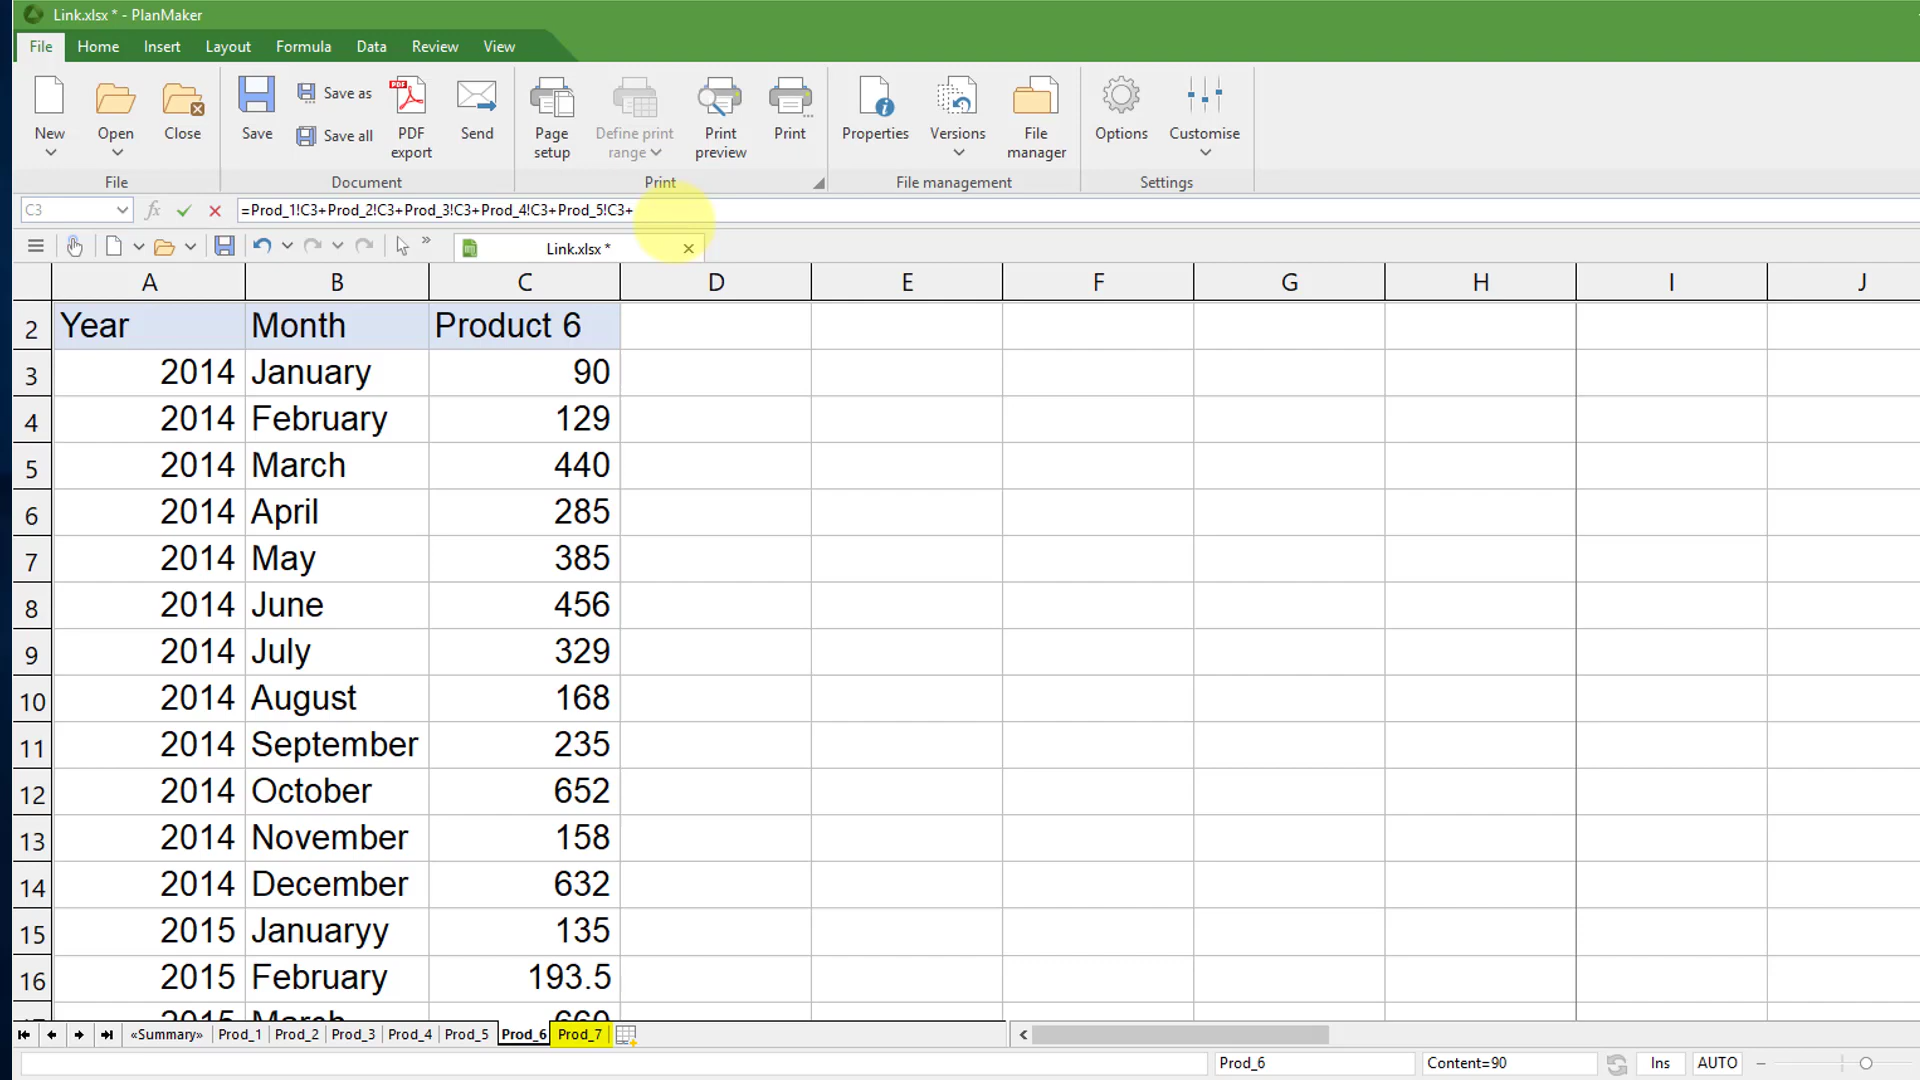 Link.xlsx * - PlanMaker
File Home Insert Layout Formula Data Review View
New Open Close Save Save as Save all PDF export Send Page setup Define print range Print preview Print Properties Versions File manager Options Customise
File Document Print File management Settings
C3 fx =Prod_1!C3+Prod_2!C3+Prod_3!C3+Prod_4!C3+Prod_5!C3+
Link.xlsx *
A B C D E F G H I J
2 Year Month Product 6
3 2014 January 90
4 2014 February 129
5 2014 March 440
6 2014 April 285
7 2014 May 385
8 2014 June 456
9 2014 July 329
10 2014 August 168
11 2014 September 235
12 2014 October 652
13 2014 November 158
14 2014 December 632
15 2015 Januaryy 135
16 2015 February 193.5
2015 March 660
«Summary» Prod_1 Prod_2 Prod_3 Prod_4 Prod_5 Prod_6 Prod_7
Prod_6 Content=90 Ins AUTO